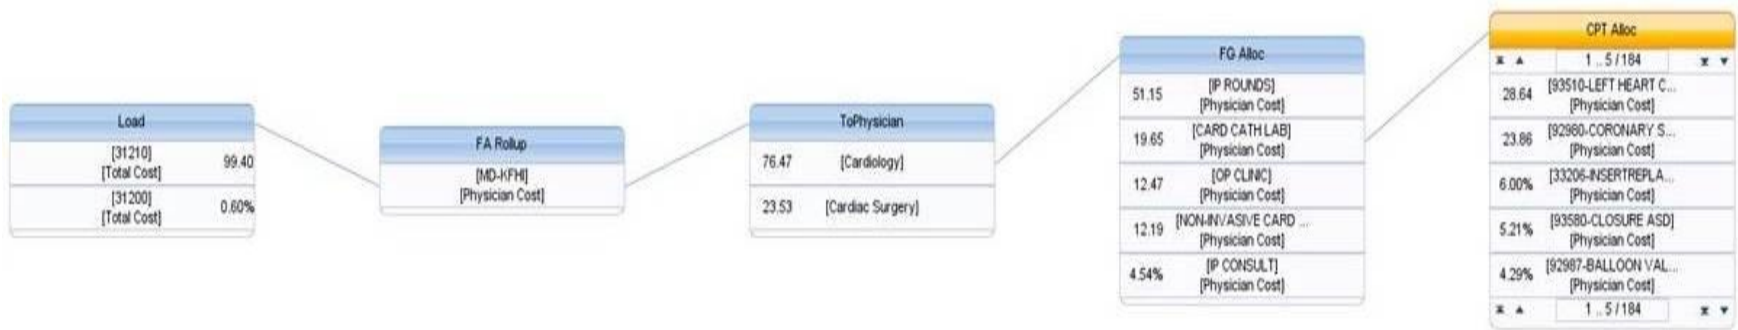 Load
[31210]
[Total Cost]
99.40
[31200]
[Total Cost]
0.60%
FA Rollup
[MD-KFHI]
[Physician Cost]
ToPhysician
76.47
[Cardiology]
23.53
[Cardiac Surgery]
FG Alloc
51.15
[IP ROUNDS]
[Physician Cost]
19.65
[CARD CATH LAB]
[Physician Cost]
12.47
[OP CLINIC]
[Physician Cost]
12.19
[NON-INVASIVE CARD ...
[Physician Cost]
4.54%
[IP CONSULT]
[Physician Cost]
CPT Alloc
1 .. 5 / 184
28.64
[93510-LEFT HEART C...
[Physician Cost]
23.86
[92980-CORONARY S...
[Physician Cost]
6.00%
[33206-INSERTREPLA...
[Physician Cost]
5.21%
[93580-CLOSURE ASD]
[Physician Cost]
4.29%
[92987-BALLOON VAL...
[Physician Cost]
1 .. 5 / 184